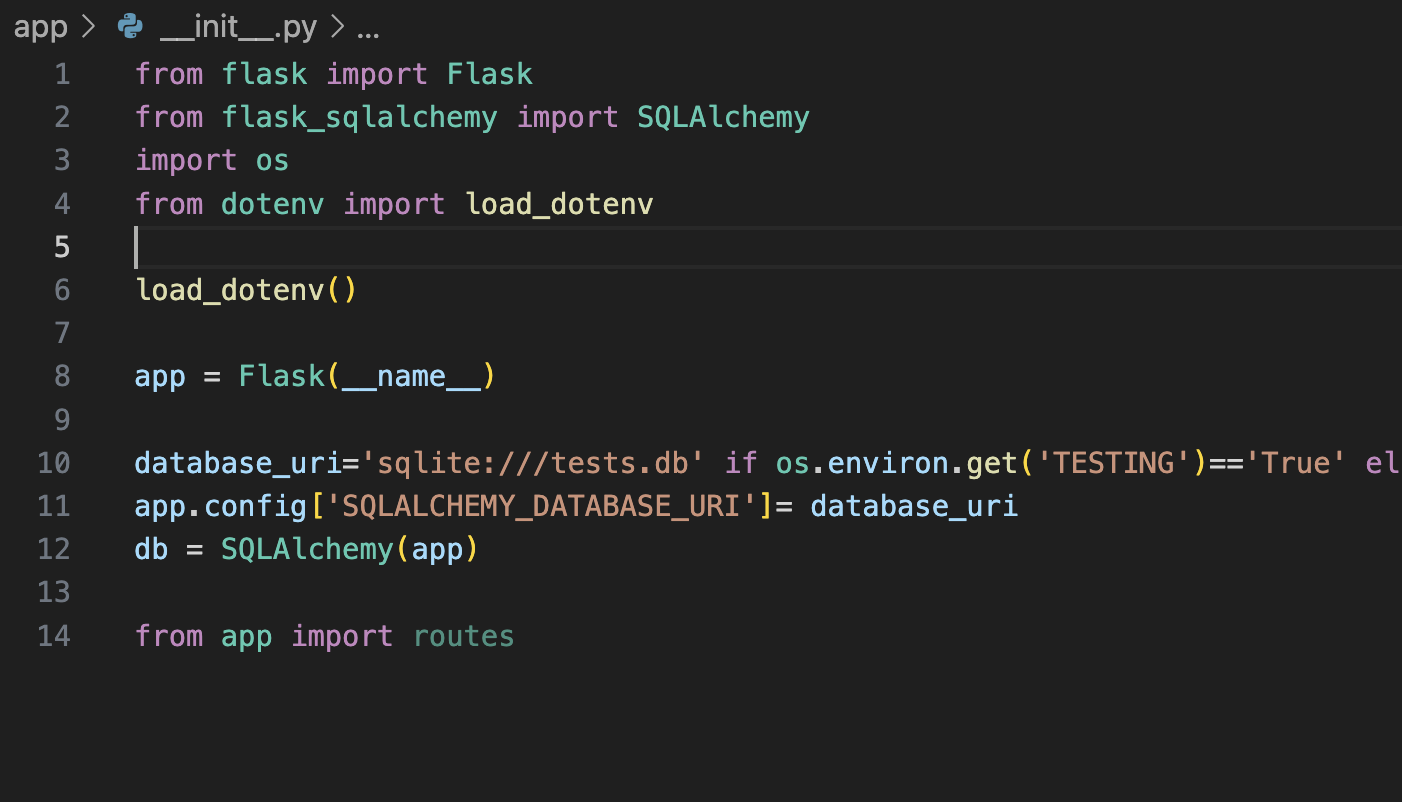 app > __init__.py > ...
1 from flask import Flask
2 from flask_sqlalchemy import SQLAlchemy
3 import os
4 from dotenv import load_dotenv
5
6 load_dotenv()
7
8 app = Flask(__name__)
9
10 database_uri='sqlite:///tests.db' if os.environ.get('TESTING')=='True' el
11 app.config['SQLALCHEMY_DATABASE_URI']= database_uri
12 db = SQLAlchemy(app)
13
14 from app import routes